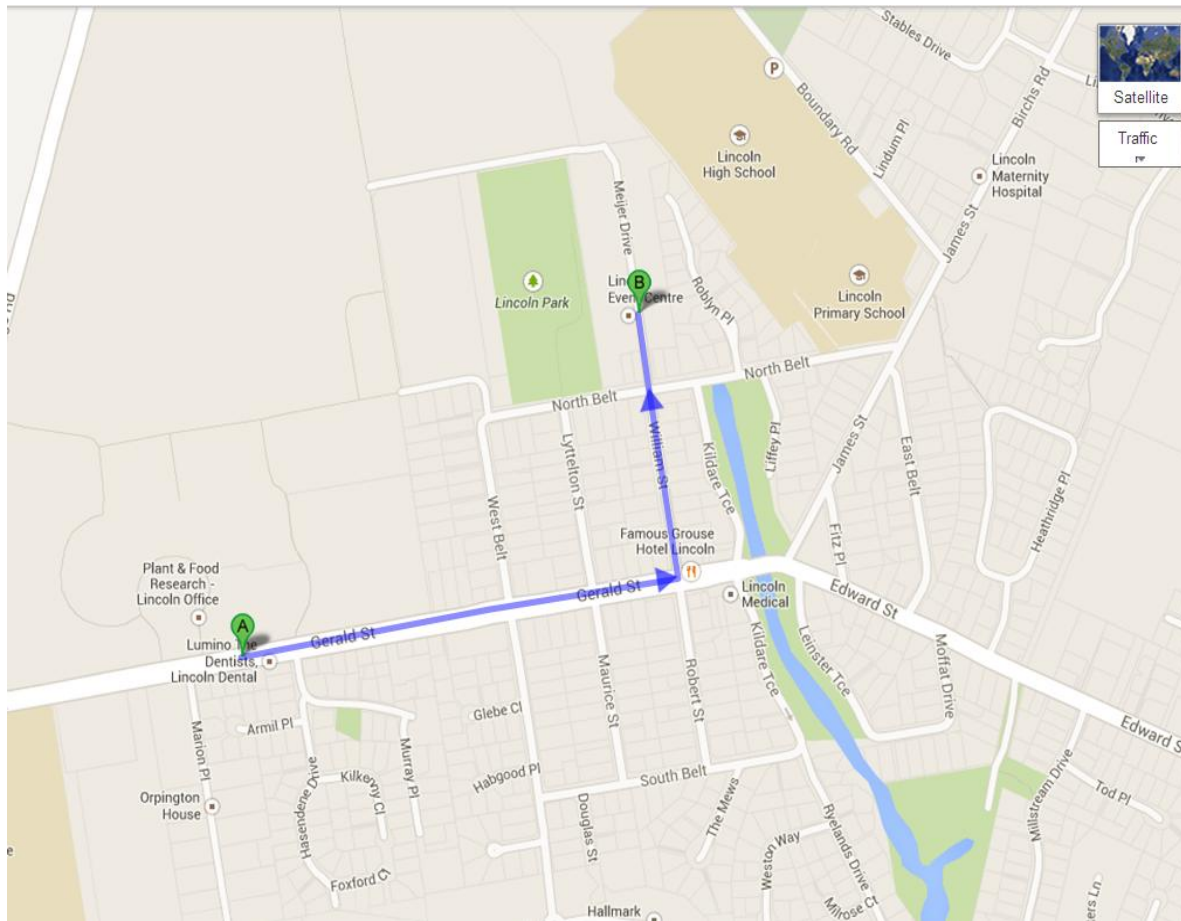 Stables Drive
Satellite
Traffic
P
Boundary Rd
Birchs Rd
Lindum Pl
Lincoln
High School
Lincoln
Maternity
Hospital
James St
Meijer Drive
Roblyn Pl
Lincoln Park
B
Event Centre
Lincoln
Primary School
Rd
North Belt
North Belt
William St
Lyttelton St
West Belt
Kildare Tce
Liffey Pl
James St
East Belt
Heathridge Pl
Fitz Pl
Famous Grouse
Hotel Lincoln
Plant & Food
Research -
Lincoln Office
Gerald St
Gerald St
Lincoln
Medical
Edward St
A
Lumino The
Dentists,
Lincoln Dental
Kildare Tce
Leinster Tce
Moffat Drive
Maurice St
Robert St
Marion Pl
Armil Pl
Glebe Cl
Murray Pl
Hasendene Drive
Kilkenny Cl
Habgood Pl
South Belt
Edward St
Orpington
House
Douglas St
The Mews
Ryelands Drive
Millstream Drive
Tod Pl
Weston Way
Foxford Ct
Milrose Ct
Hallmark